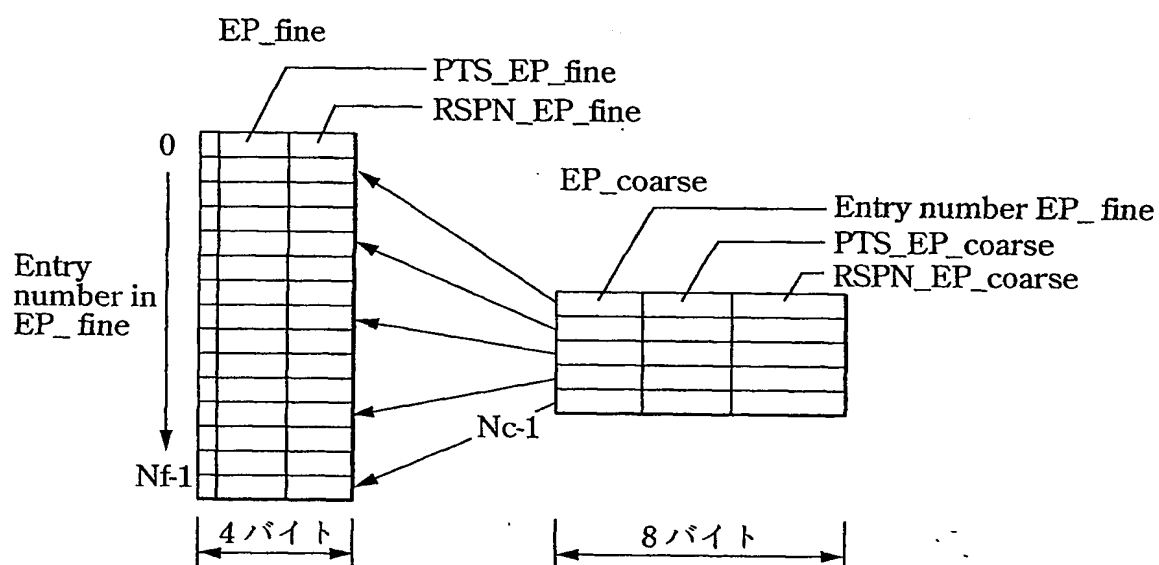 EP_fine
PTS_EP_fine
RSPN_EP_fine
0
Entry
number in
EP_ fine
Nf-1
EP_coarse
Entry number EP_ fine
PTS_EP_coarse
RSPN_EP_coarse
Nc-1
4 バイト
8 バイト